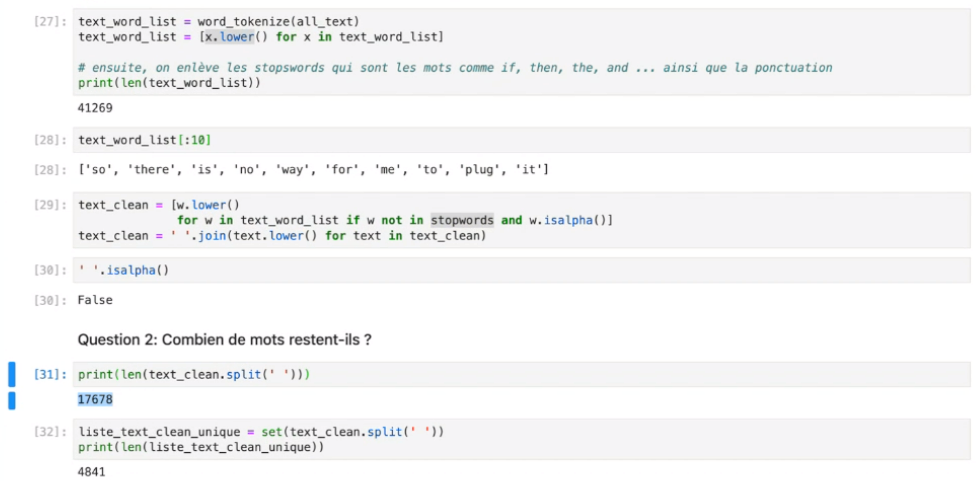 [27]: text_word_list = word_tokenize(all_text)
text_word_list = [x.lower() for x in text_word_list]
# ensuite, on enlève les stopswords qui sont les mots comme if, then, the, and ... ainsi que la ponctuation
print(len(text_word_list))
41269
[28]: text_word_list[:10]
[28]: ['so', 'there', 'is', 'no', 'way', 'for', 'me', 'to', 'plug', 'it']
[29]: text_clean = [w.lower()
for w in text_word_list if w not in stopwords and w.isalpha()]
text_clean = ' '.join(text.lower() for text in text_clean)
[30]: ' '.isalpha()
[30]: False
Question 2: Combien de mots restent-ils ?
[31]: print(len(text_clean.split(' ')))
17678
[32]: liste_text_clean_unique = set(text_clean.split(' '))
print(len(liste_text_clean_unique))
4841